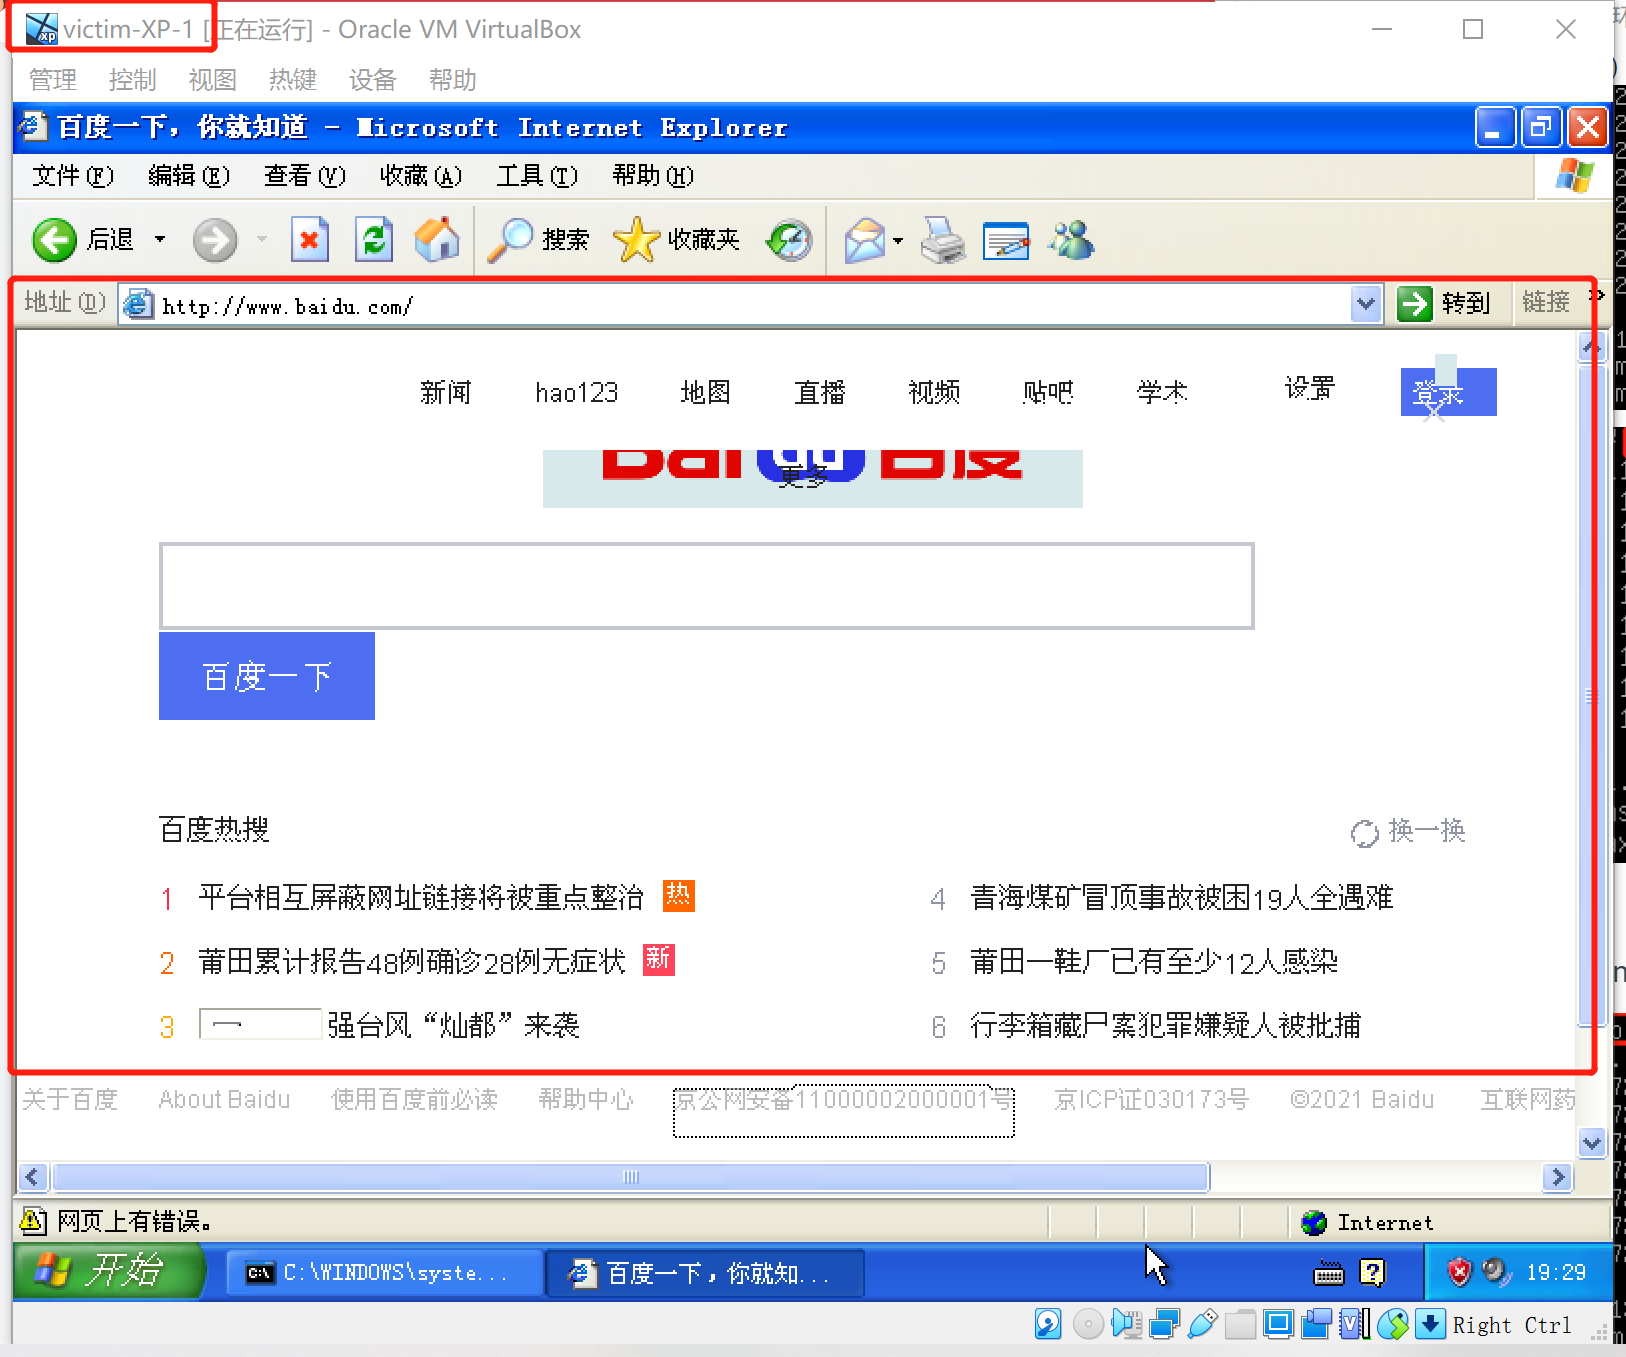 victim-XP-1 [正在运行] - Oracle VM VirtualBox
管理 控制 视图 热键 设备 帮助
百度一下，你就知道 - Microsoft Internet Explorer
文件(F) 编辑(E) 查看(V) 收藏(A) 工具(T) 帮助(H)
后退 搜索 收藏夹
地址(D) http://www.baidu.com/ 转到 链接 »
新闻 hao123 地图 直播 视频 贴吧 学术 设置 登录
Bai du 百度
更多
百度一下
百度热搜 换一换
1 平台相互屏蔽网址链接将被重点整治 热 4 青海煤矿冒顶事故被困19人全遇难
2 莆田累计报告48例确诊28例无症状 新 5 莆田一鞋厂已有至少12人感染
3 强台风“灿都”来袭 6 行李箱藏尸案犯罪嫌疑人被批捕
关于百度 About Baidu 使用百度前必读 帮助中心 京公网安备11000002000001号 京ICP证030173号 ©2021 Baidu 互联网药
网页上有错误。 Internet
开始 C:\WINDOWS\syste... 百度一下，你就知... 19:29
Right Ctrl